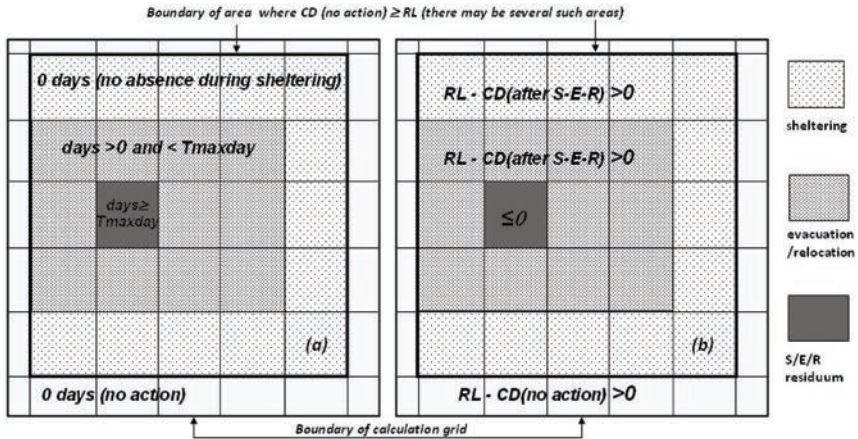 Boundary of area where CD (no action) ≥ RL (there may be several such areas)
0 days (no absence during sheltering)
days >0 and < Tmaxday
days≥
Tmaxday
(a)
0 days (no action)
RL - CD(after S-E-R) >0
RL - CD(after S-E-R) >0
≤0
(b)
RL - CD(no action) >0
Boundary of calculation grid
sheltering
evacuation
/relocation
S/E/R
residuum